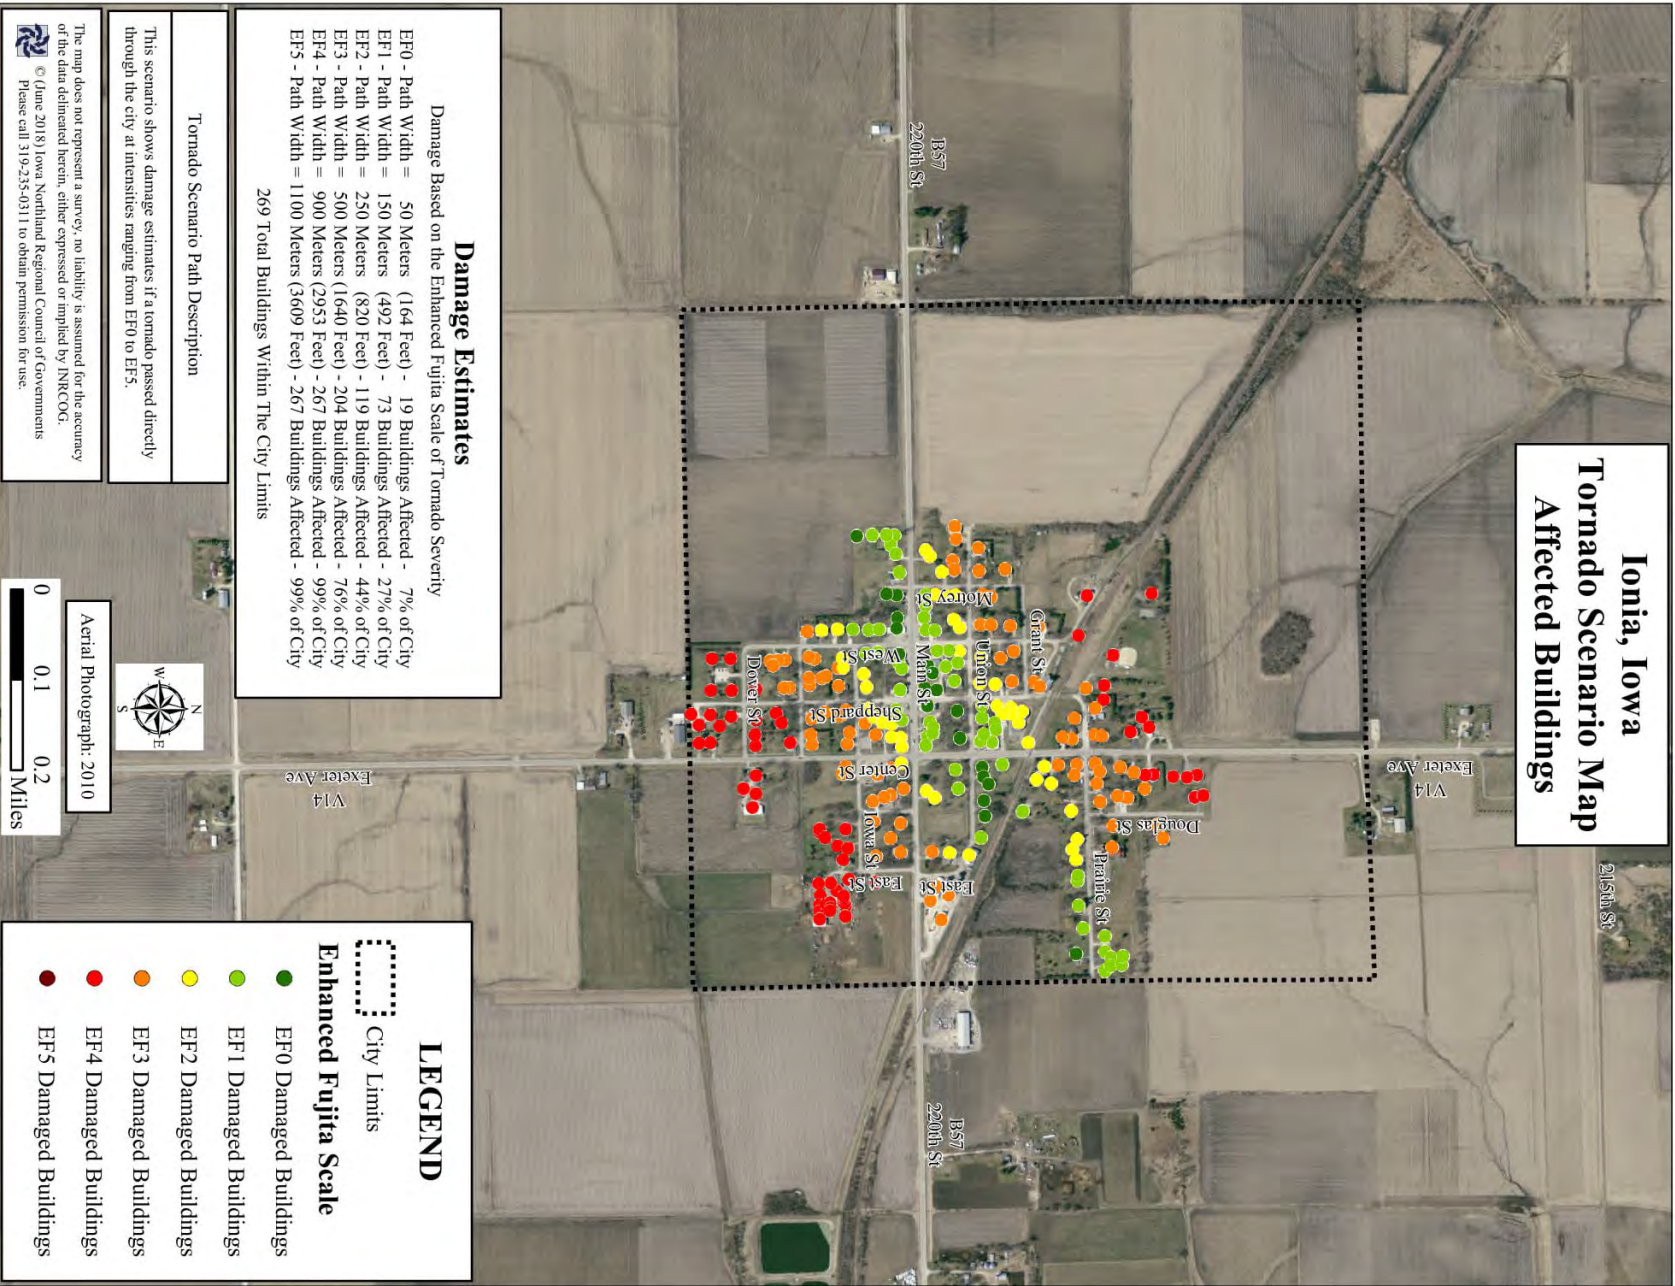 Ionia, Iowa
Tornado Scenario Map
Affected Buildings
215th St
Exeter Ave
V14
B57
220th St
B57
220th St
Douglas St
Prairie St
Grant St
Motrey St
Union St
Main St
West St
Sheppard St
Center St
Iowa St
East St
East St
Dover St
Exeter Ave
V14
Damage Estimates
Damage Based on the Enhanced Fujita Scale of Tornado Severity
EF0 - Path Width = 50 Meters (164 Feet) - 19 Buildings Affected - 7% of City
EF1 - Path Width = 150 Meters (492 Feet) - 73 Buildings Affected - 27% of City
EF2 - Path Width = 250 Meters (820 Feet) - 119 Buildings Affected - 44% of City
EF3 - Path Width = 500 Meters (1640 Feet) - 204 Buildings Affected - 76% of City
EF4 - Path Width = 900 Meters (2953 Feet) - 267 Buildings Affected - 99% of City
EF5 - Path Width = 1100 Meters (3609 Feet) - 267 Buildings Affected - 99% of City
269 Total Buildings Within The City Limits
Tornado Scenario Path Description
This scenario shows damage estimates if a tornado passed directly
through the city at intensities ranging from EF0 to EF5.
The map does not represent a survey, no liability is assumed for the accuracy
of the data delineated herein, either expressed or implied by INRCOG.
© (June 2018) Iowa Northland Regional Council of Governments
Please call 319-235-0311 to obtain permission for use.
N
W
E
S
Aerial Photograph: 2010
0 0.1 0.2
Miles
LEGEND
City Limits
Enhanced Fujita Scale
EF0 Damaged Buildings
EF1 Damaged Buildings
EF2 Damaged Buildings
EF3 Damaged Buildings
EF4 Damaged Buildings
EF5 Damaged Buildings